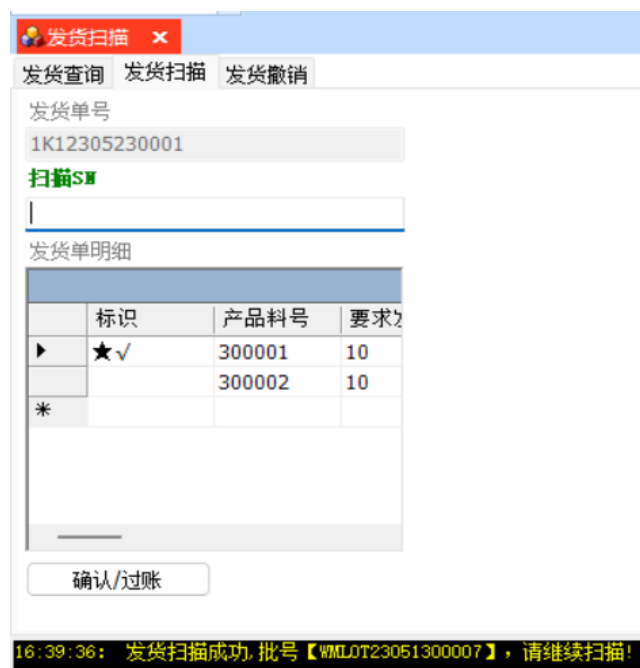 发货扫描 ×
发货查询 发货扫描 发货撤销
发货单号
1K12305230001
扫描SN
发货单明细
标识 产品料号 要求发
★√ 300001 10
300002 10
*
确认/过账
16:39:36: 发货扫描成功,批号【WMLOT23051300007】,请继续扫描!